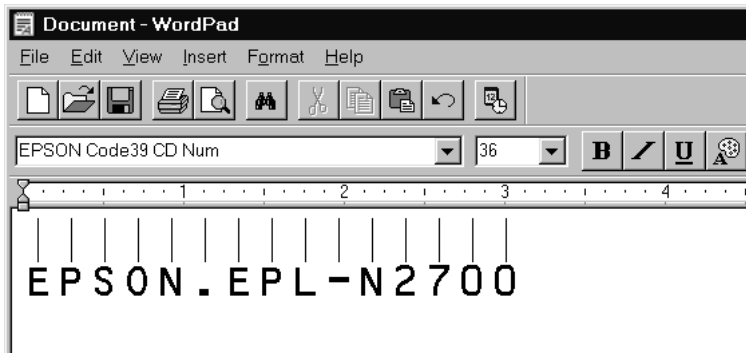 Document - WordPad
File Edit View Insert Format Help
EPSON Code39 CD Num 36 B I U A
1 2 3 4
EPSON.EPL-N2700